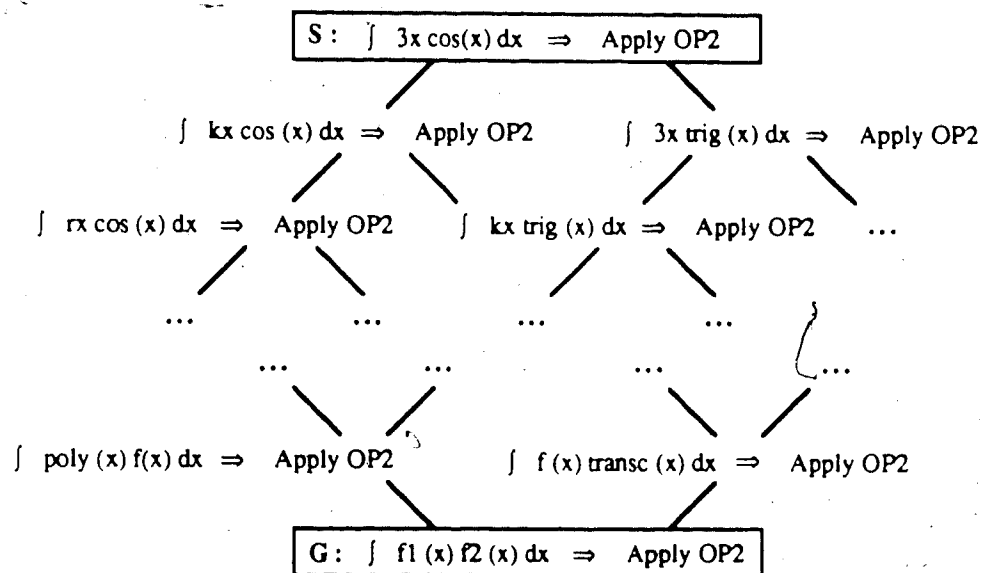 S : ∫ 3x cos(x) dx ⇒ Apply OP2
∫ kx cos (x) dx ⇒ Apply OP2 ∫ 3x trig (x) dx ⇒ Apply OP2
∫ rx cos (x) dx ⇒ Apply OP2 ∫ kx trig (x) dx ⇒ Apply OP2 ...
... ... ... ...
... ... ... ...
∫ poly (x) f(x) dx ⇒ Apply OP2 ∫ f (x) transc (x) dx ⇒ Apply OP2
G : ∫ f1 (x) f2 (x) dx ⇒ Apply OP2